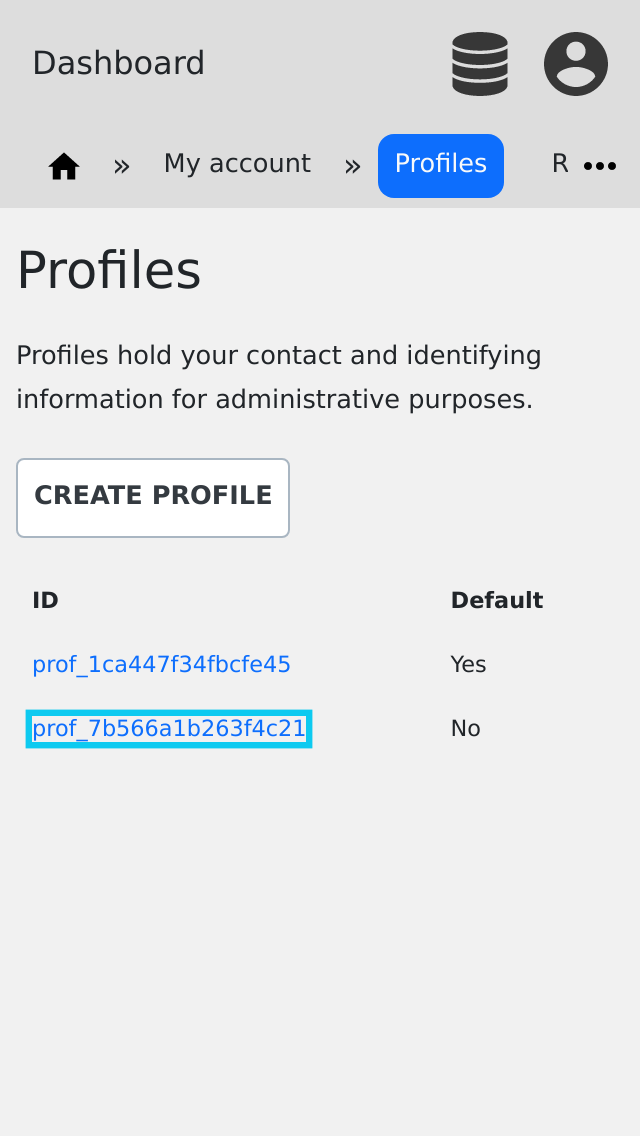 Dashboard
» My account » Profiles R
Profiles
Profiles hold your contact and identifying
information for administrative purposes.
CREATE PROFILE
ID Default
prof_1ca447f34fbcfe45 Yes
prof_7b566a1b263f4c21 No